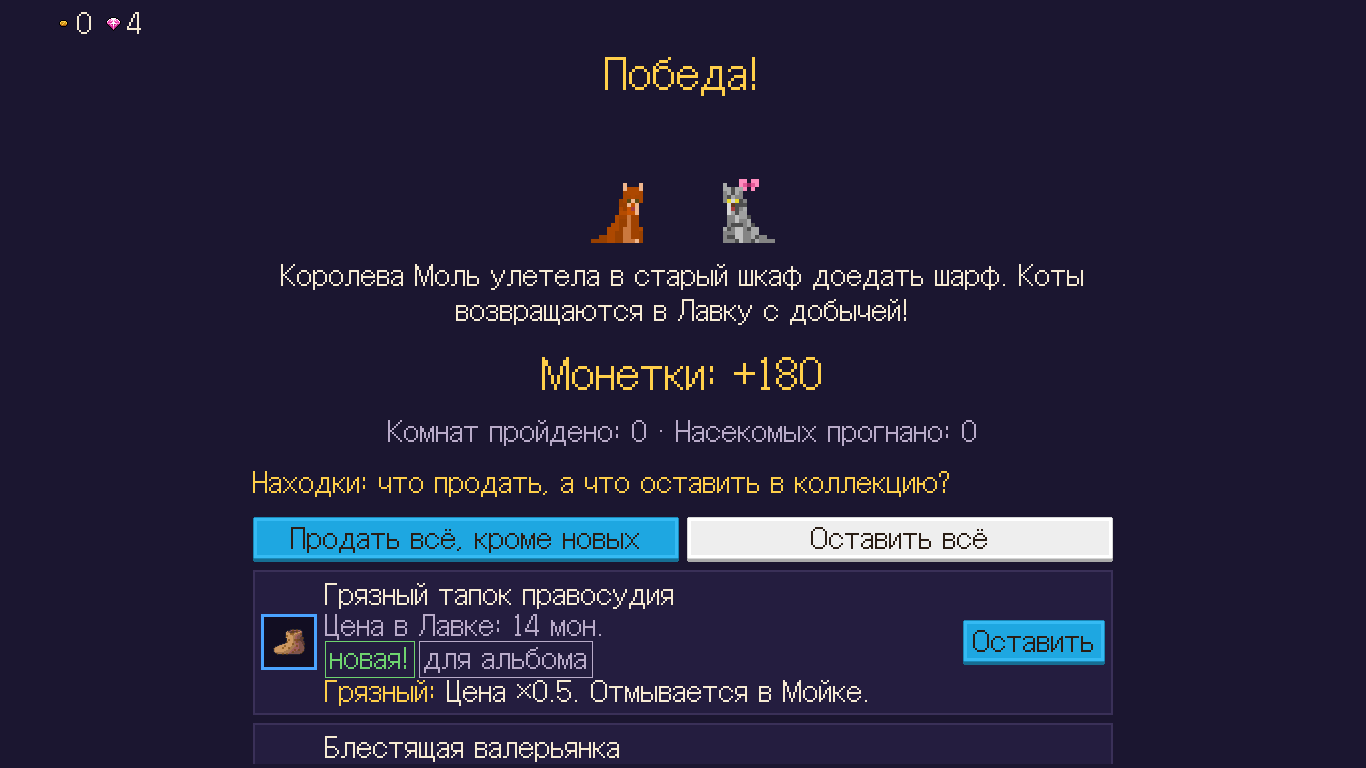 0 4
Победа!
Королева Моль улетела в старый шкаф доедать шарф. Коты
возвращаются в Лавку с добычей!
Монетки: +180
Комнат пройдено: 0 · Насекомых прогнано: 0
Находки: что продать, а что оставить в коллекцию?
Продать всё, кроме новых Оставить всё
Грязный тапок правосудия
Цена в Лавке: 14 мон.
новая! для альбома
Оставить
Грязный: Цена ×0.5. Отмывается в Мойке.
Блестящая валерьянка